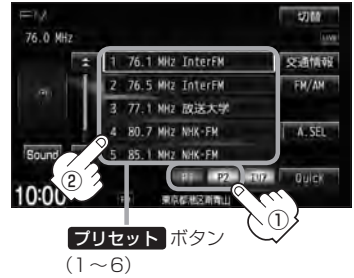 FM 切替
76.0 MHz LIVE
1 76.1 MHz InterFM 交通情報
2 76.5 MHz InterFM FM/AM
3 77.1 MHz 放送大学
4 80.7 MHz NHK-FM A.SEL
Sound 5 85.1 MHz NHK-FM
② P1 P2 Quick
10:00 東京都港区南青山 ①
プリセット ボタン
(1~6)